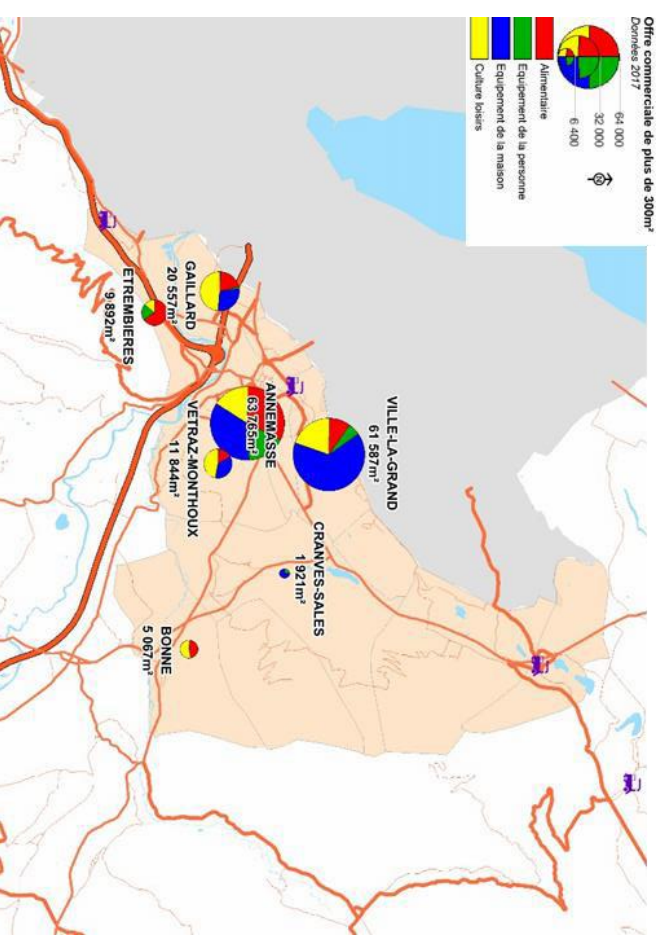 Offre commerciale de plus de 300m²
Données 2017
64 000
32 000
6 400
N
Alimentaire
Equipement de la personne
Equipement de la maison
Culture loisirs
VILLE-LA-GRAND
61 587m²
ANNEMASSE
63 765m²
GAILLARD
20 557m²
ETREMBIERES
9 892m²
VETRAZ-MONTHOUX
11 844m²
CRANVES-SALES
1 921m²
BONNE
5 067m²